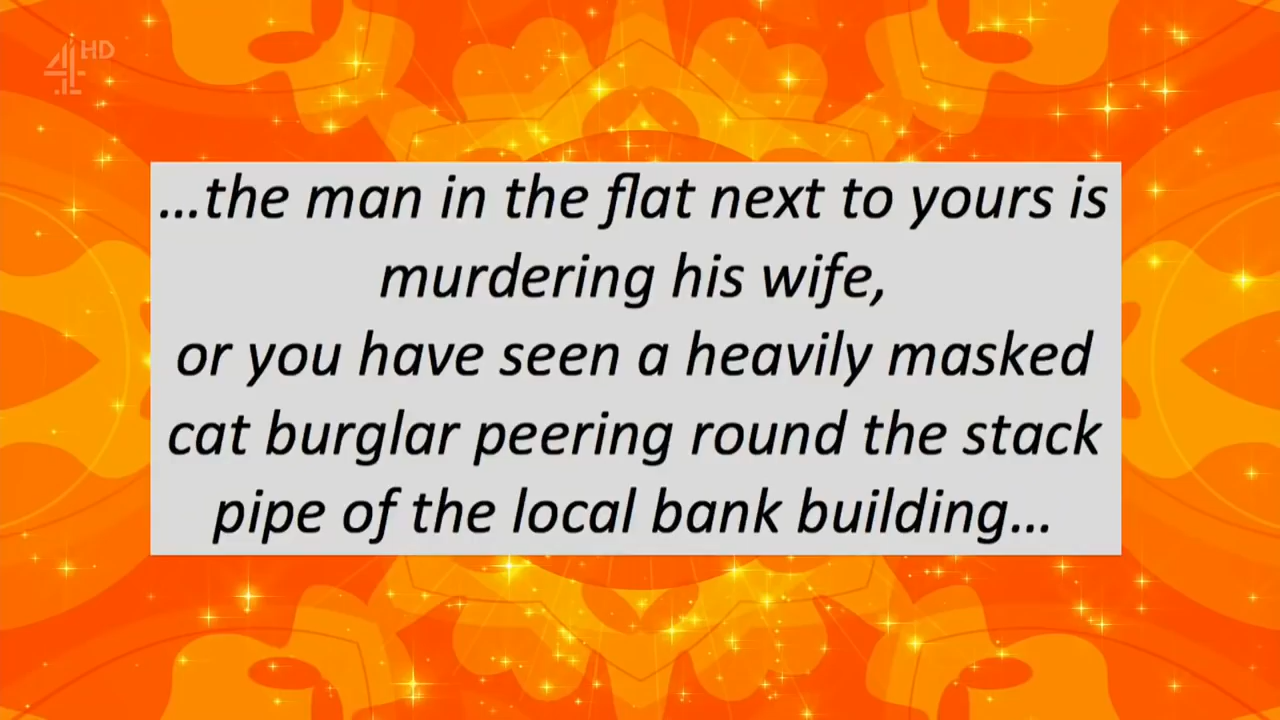 4HD
...the man in the flat next to yours is
murdering his wife,
or you have seen a heavily masked
cat burglar peering round the stack
pipe of the local bank building...